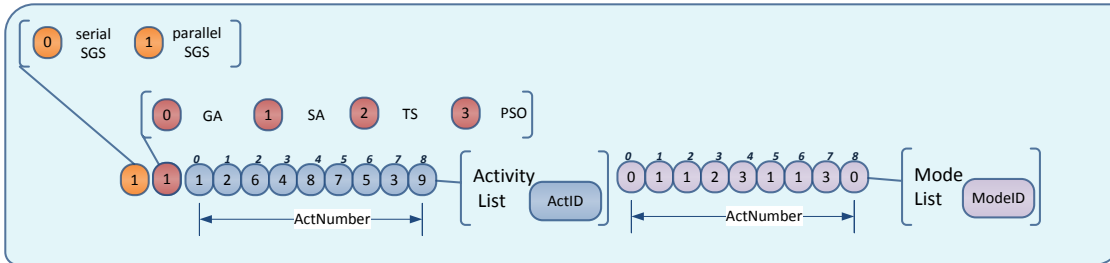 0 serial SGS 1 parallel SGS
0 GA 1 SA 2 TS 3 PSO
0 1 2 3 4 5 6 7 8
1 1 1 2 6 4 8 7 5 3 9
Activity List ActID
ActNumber
0 1 2 3 4 5 6 7 8
0 1 1 2 3 1 1 3 0
Mode List ModeID
ActNumber